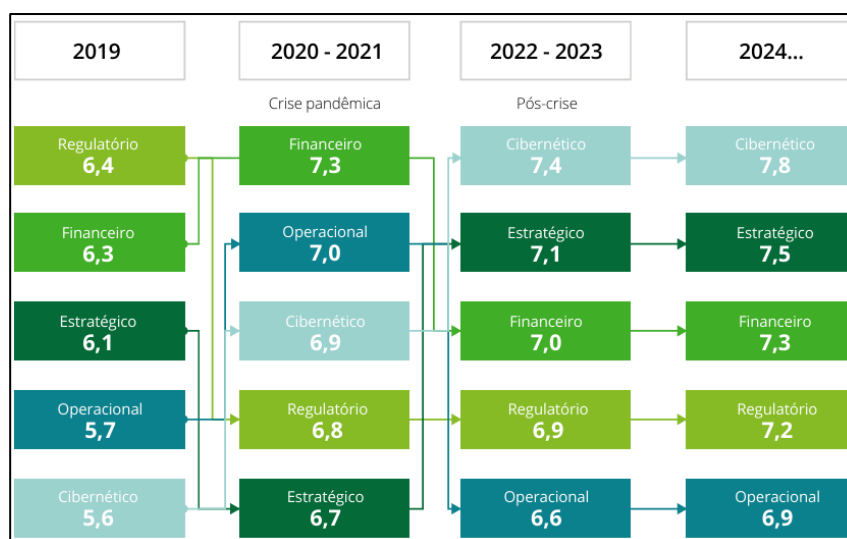 2019
2020 - 2021
2022 - 2023
2024...
Crise pandêmica
Pós-crise
Regulatório
6,4
Financeiro
7,3
Cibernético
7,4
Cibernético
7,8
Financeiro
6,3
Operacional
7,0
Estratégico
7,1
Estratégico
7,5
Estratégico
6,1
Cibernético
6,9
Financeiro
7,0
Financeiro
7,3
Operacional
5,7
Regulatório
6,8
Regulatório
6,9
Regulatório
7,2
Cibernético
5,6
Estratégico
6,7
Operacional
6,6
Operacional
6,9